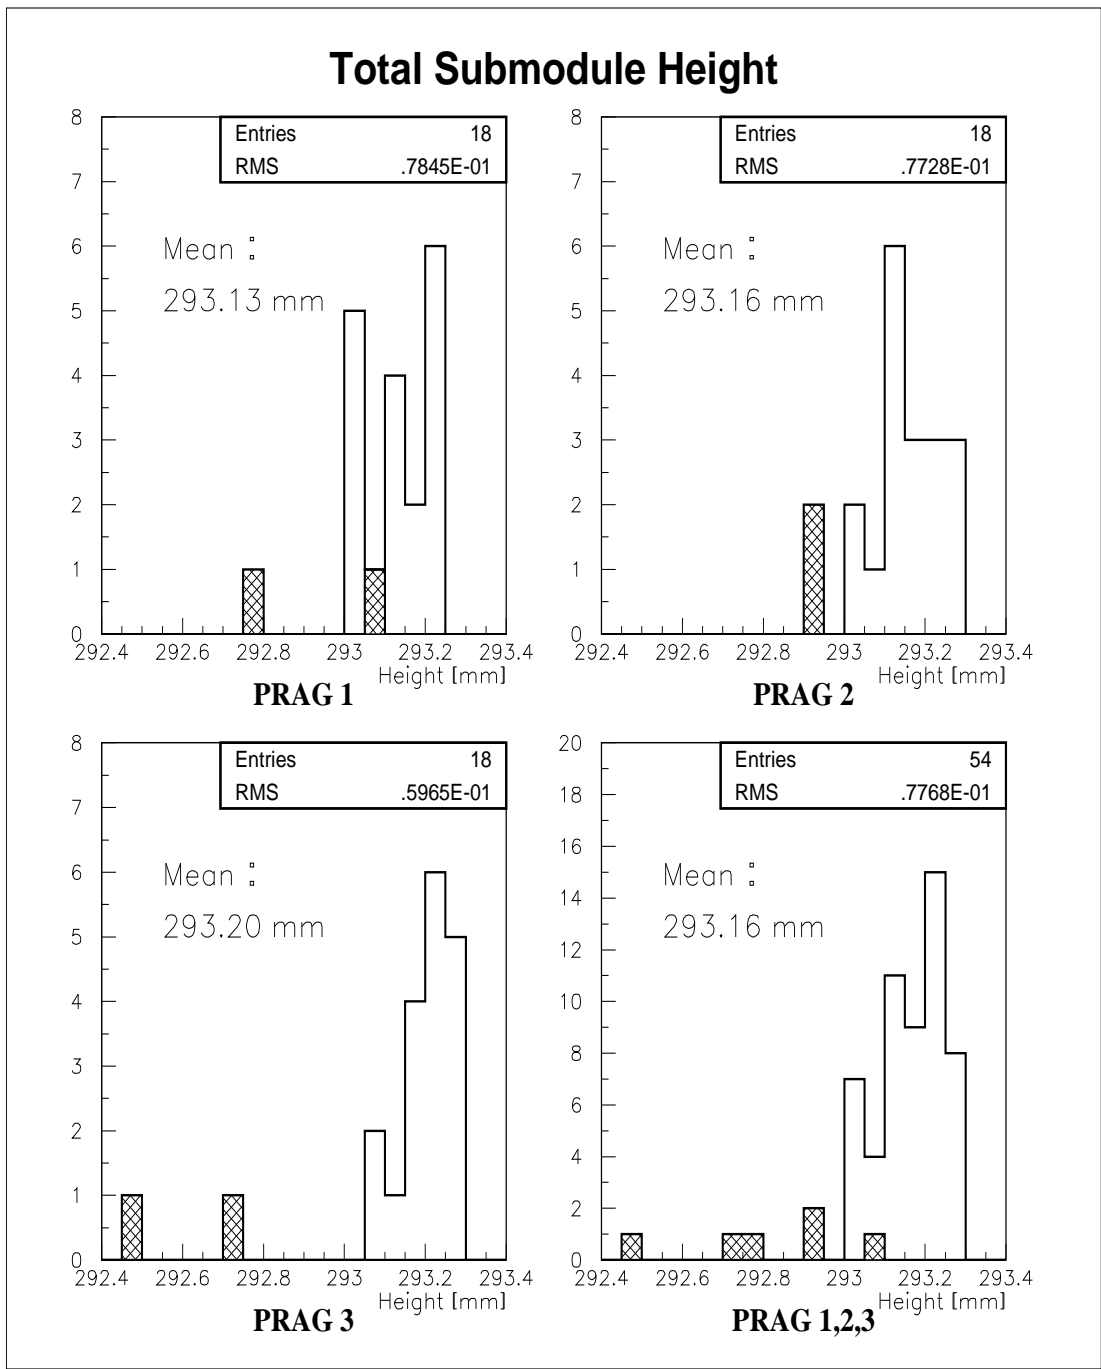 Total Submodule Height
8
7
6
5
4
3
2
1
0
Entries 18
RMS .7845E-01
Mean :
293.13 mm
292.4 292.6 292.8 293 293.2 293.4
Height [mm]
PRAG 1
8
7
6
5
4
3
2
1
0
Entries 18
RMS .7728E-01
Mean :
293.16 mm
292.4 292.6 292.8 293 293.2 293.4
Height [mm]
PRAG 2
8
7
6
5
4
3
2
1
0
Entries 18
RMS .5965E-01
Mean :
293.20 mm
292.4 292.6 292.8 293 293.2 293.4
Height [mm]
PRAG 3
20
18
16
14
12
10
8
6
4
2
0
Entries 54
RMS .7768E-01
Mean :
293.16 mm
292.4 292.6 292.8 293 293.2 293.4
Height [mm]
PRAG 1,2,3